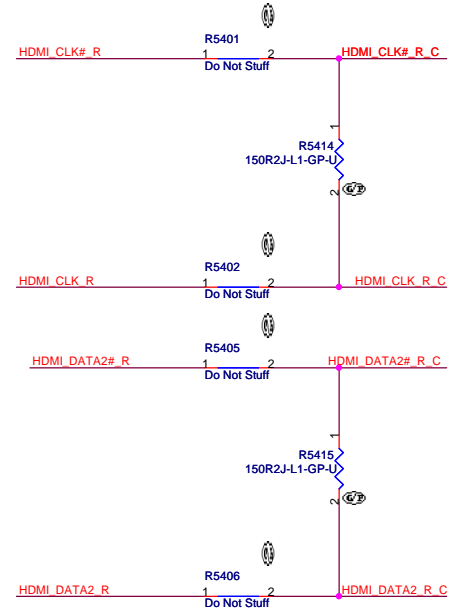 R5401
HDMI_CLK#_R 1 2 HDMI_CLK#_R_C
Do Not Stuff
1
R5414
150R2J-L1-GP-U
2 G/P
R5402
HDMI_CLK_R 1 2 HDMI_CLK_R_C
Do Not Stuff
R5405
HDMI_DATA2#_R 1 2 HDMI_DATA2#_R_C
Do Not Stuff
1
R5415
150R2J-L1-GP-U
2 G/P
R5406
HDMI_DATA2_R 1 2 HDMI_DATA2_R_C
Do Not Stuff